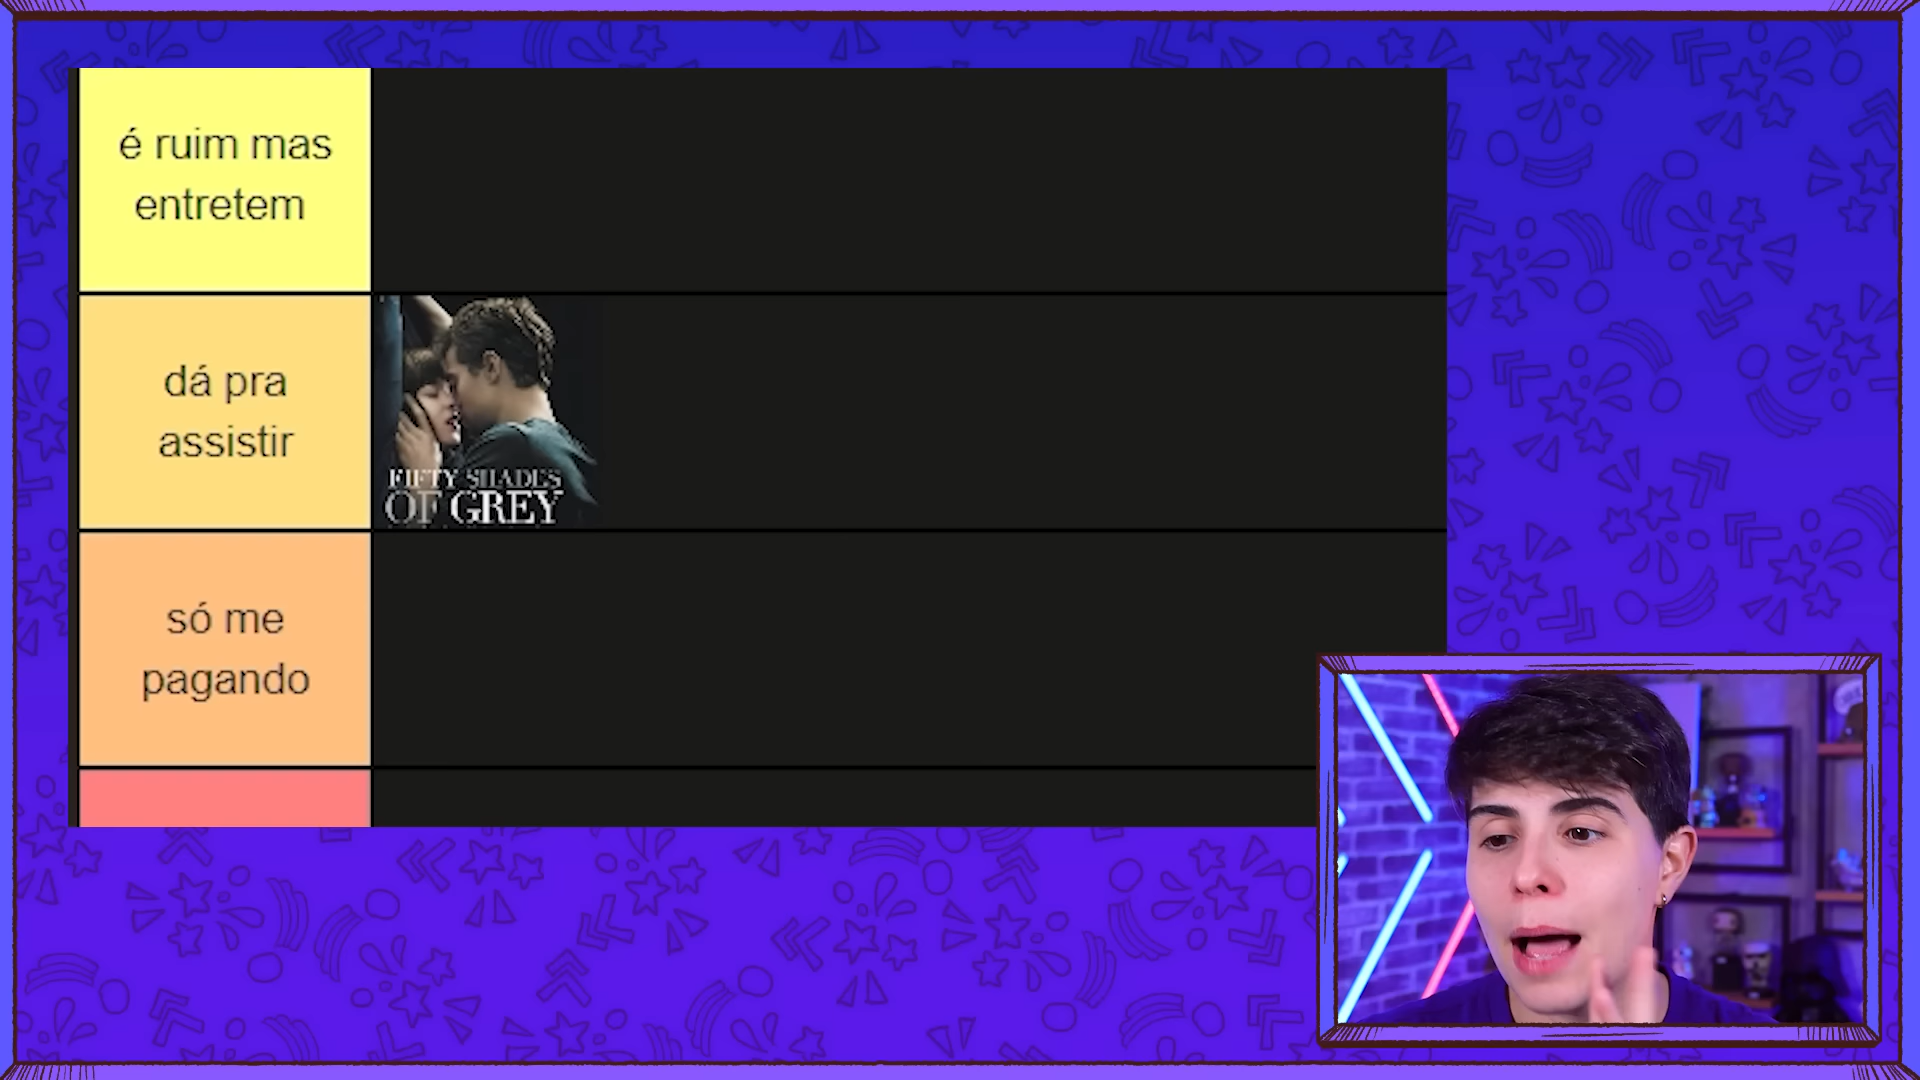 é ruim mas
entretem
dá pra
assistir
FIFTY SHADES
OF GREY
só me
pagando